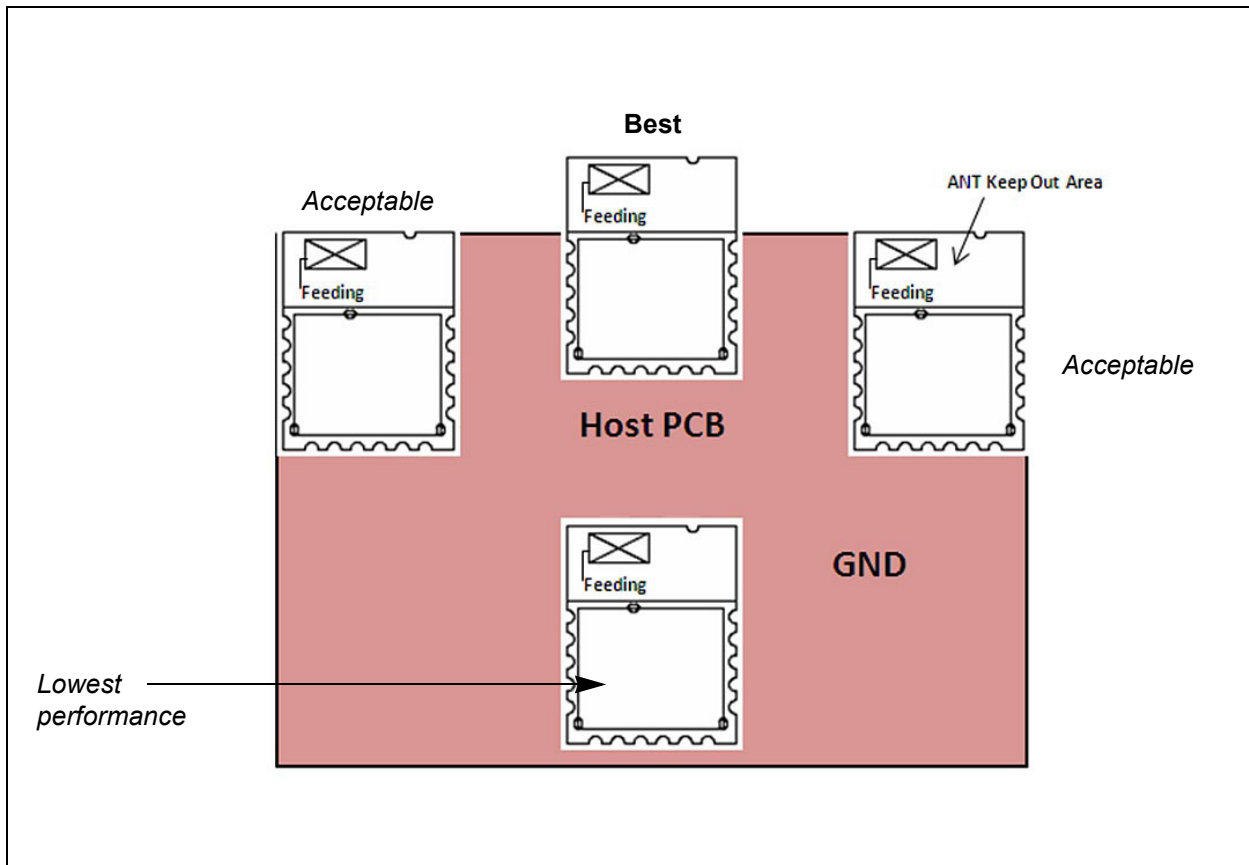 Best
Acceptable
ANT Keep Out Area
Feeding
Feeding
Feeding
Acceptable
Host PCB
Feeding
GND
Lowest
performance